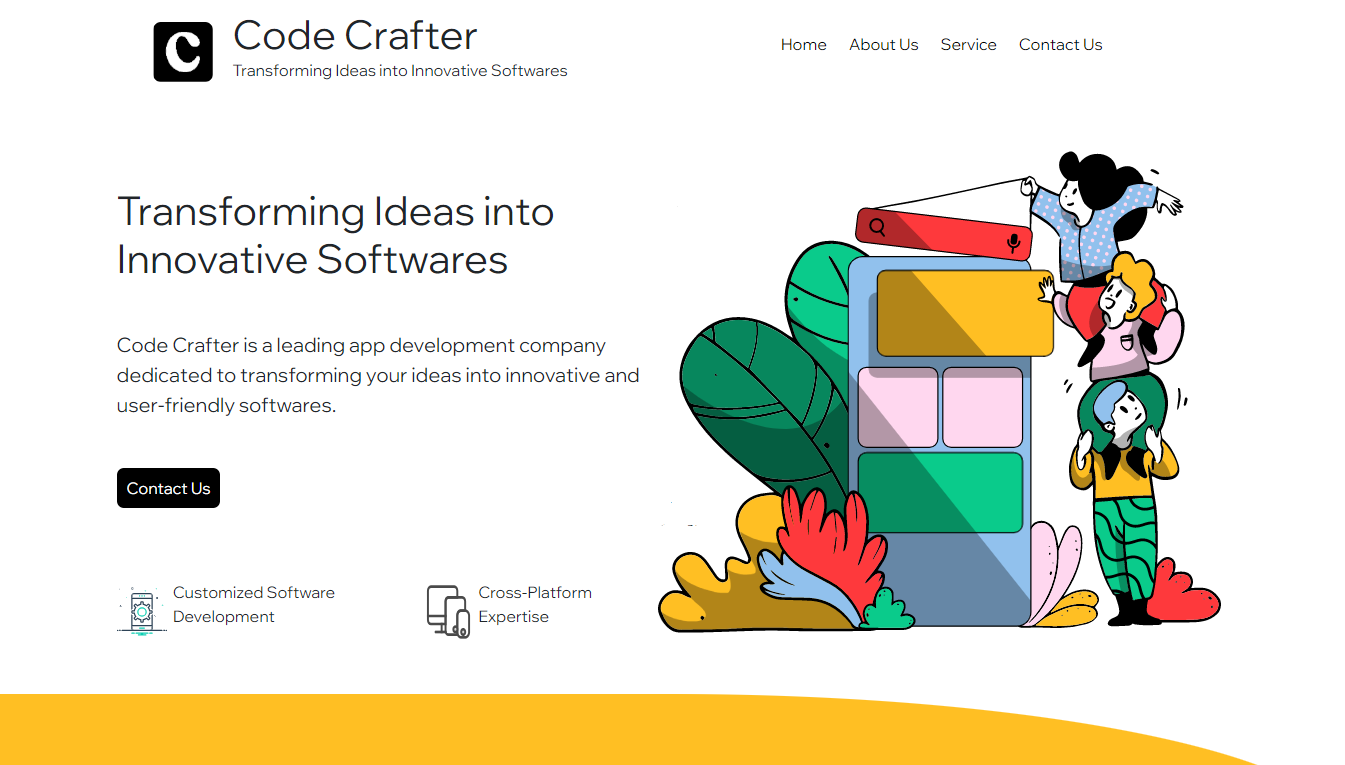 C
Code Crafter
Transforming Ideas into Innovative Softwares
Home About Us Service Contact Us
Transforming Ideas into
Innovative Softwares
Code Crafter is a leading app development company
dedicated to transforming your ideas into innovative and
user-friendly softwares.
Contact Us
Customized Software
Development
Cross-Platform
Expertise